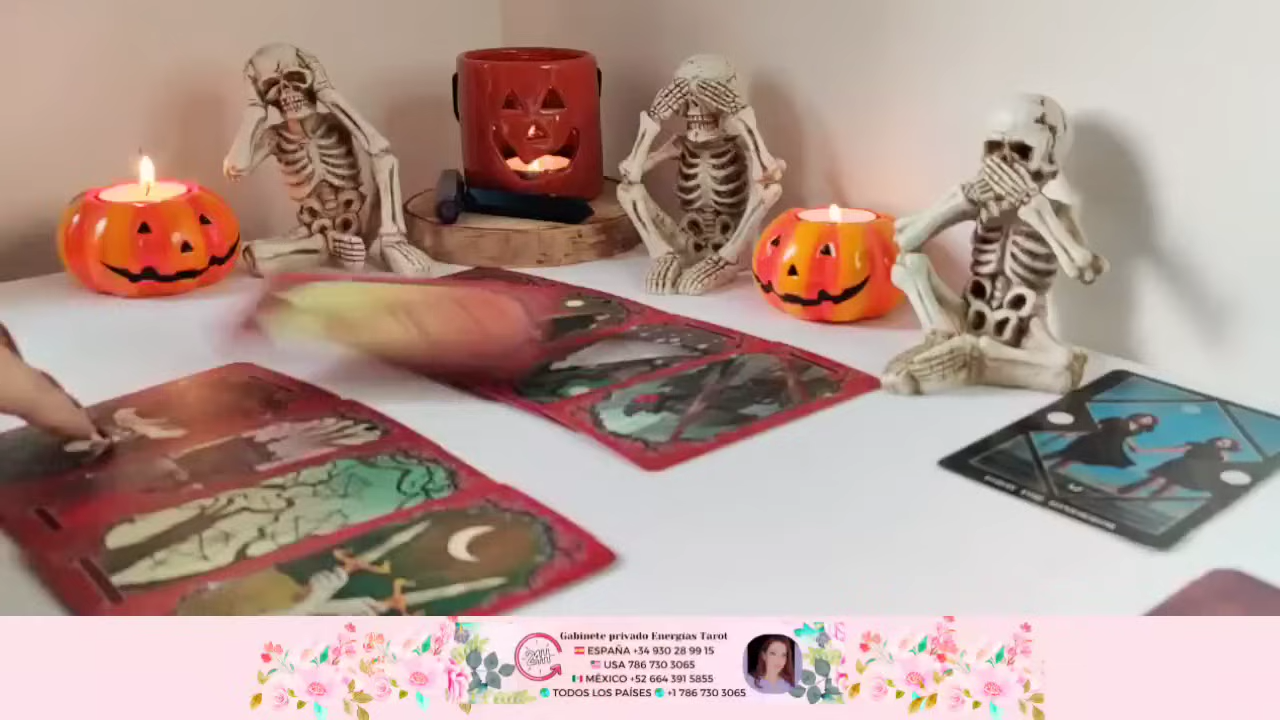 Gabinete privado Energías Tarot
ESPAÑA +34 930 28 99 15
USA 786 730 3065
MÉXICO +52 664 391 5855
TODOS LOS PAÍSES +1 786 730 3065